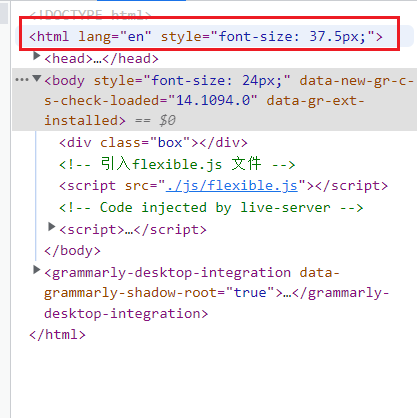 <!DOCTYPE html>
<html lang="en" style="font-size: 37.5px;">
<head>…</head>
<body style="font-size: 24px;" data-new-gr-c-
s-check-loaded="14.1094.0" data-gr-ext-
installed> == $0
<div class="box"></div>
<!-- 引入flexible.js 文件 -->
<script src="./js/flexible.js"></script>
<!-- Code injected by live-server -->
<script>…</script>
</body>
<grammarly-desktop-integration data-
grammarly-shadow-root="true">…</grammarly-
desktop-integration>
</html>